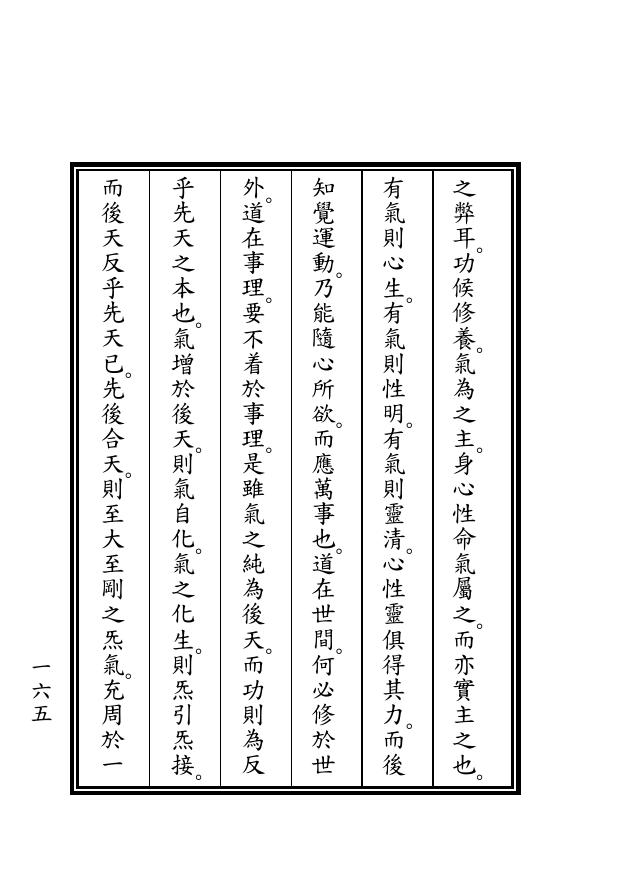 之弊耳。功候修養。氣為之主。身心性命氣屬之。而亦實主之也。
有氣則心生。有氣則性明。有氣則靈清。心性靈俱得其力。而後
知覺運動。乃能隨心所欲。而應萬事也。道在世間。何必修於世
外。道在事理。要不着於事理。是雖氣之純為後天。而功則為反
乎先天之本也。氣增於後天。則氣自化。氣之化生。則炁引炁接。
而後天反乎先天已。先後合天。則至大至剛之炁氣。充周於一
一六五